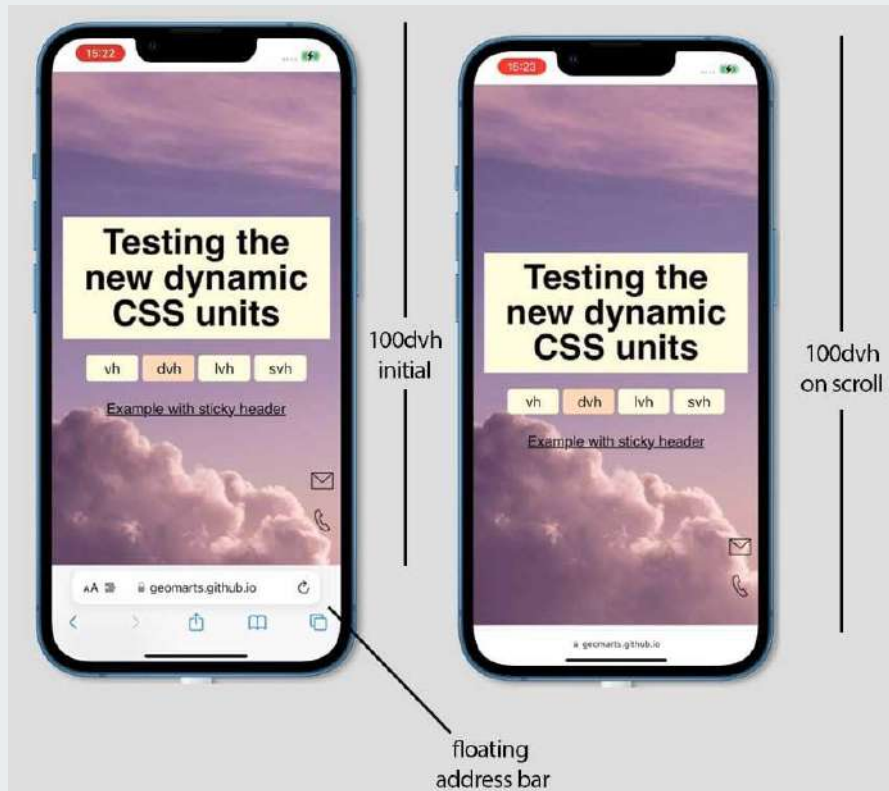 15:22
Testing the
new dynamic
CSS units
vh dvh lvh svh
Example with sticky header
AA geomarts.github.io
100dvh
initial
15:23
Testing the
new dynamic
CSS units
vh dvh lvh svh
Example with sticky header
geomarts.github.io
100dvh
on scroll
floating
address bar